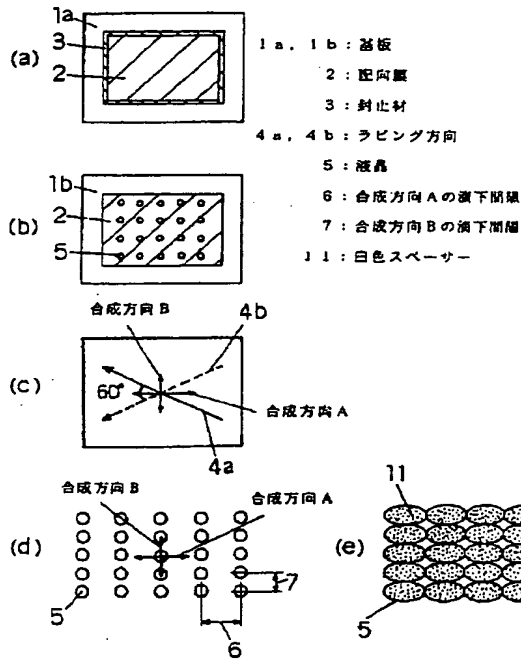 1a
3
(a)
2
1a, 1b：基板
2：配向膜
3：封止材
4a, 4b：ラビング方向
5：液晶
6：合成方向Aの滴下間隔
7：合成方向Bの滴下間隔
11：白色スペーサー
1b
(b)
2
5
合成方向B
4b
(c)
60°
合成方向A
4a
合成方向B
合成方向A
(d)
7
5
6
11
(e)
5